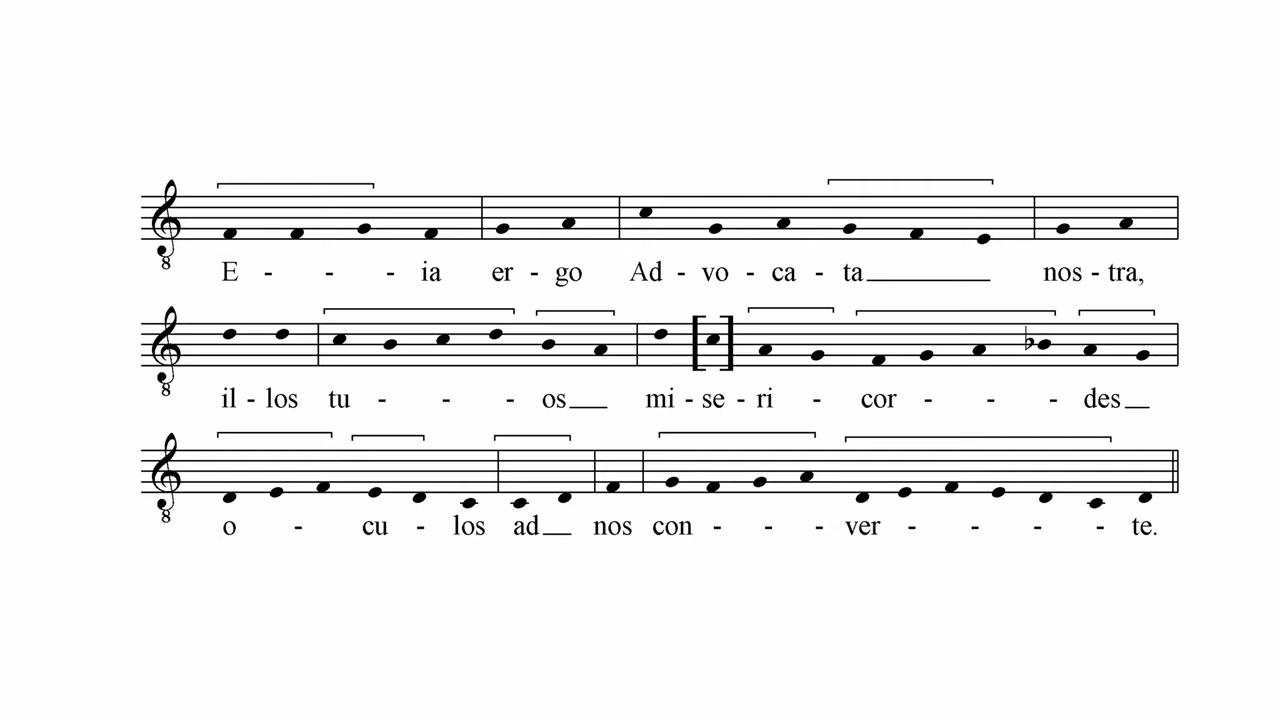 E - - - ia er - go Ad - vo - ca - ta nos - tra,
il - los tu - - - os mi - se - ri - cor - - - des
o - cu - los ad nos con - - - ver - - - - te.